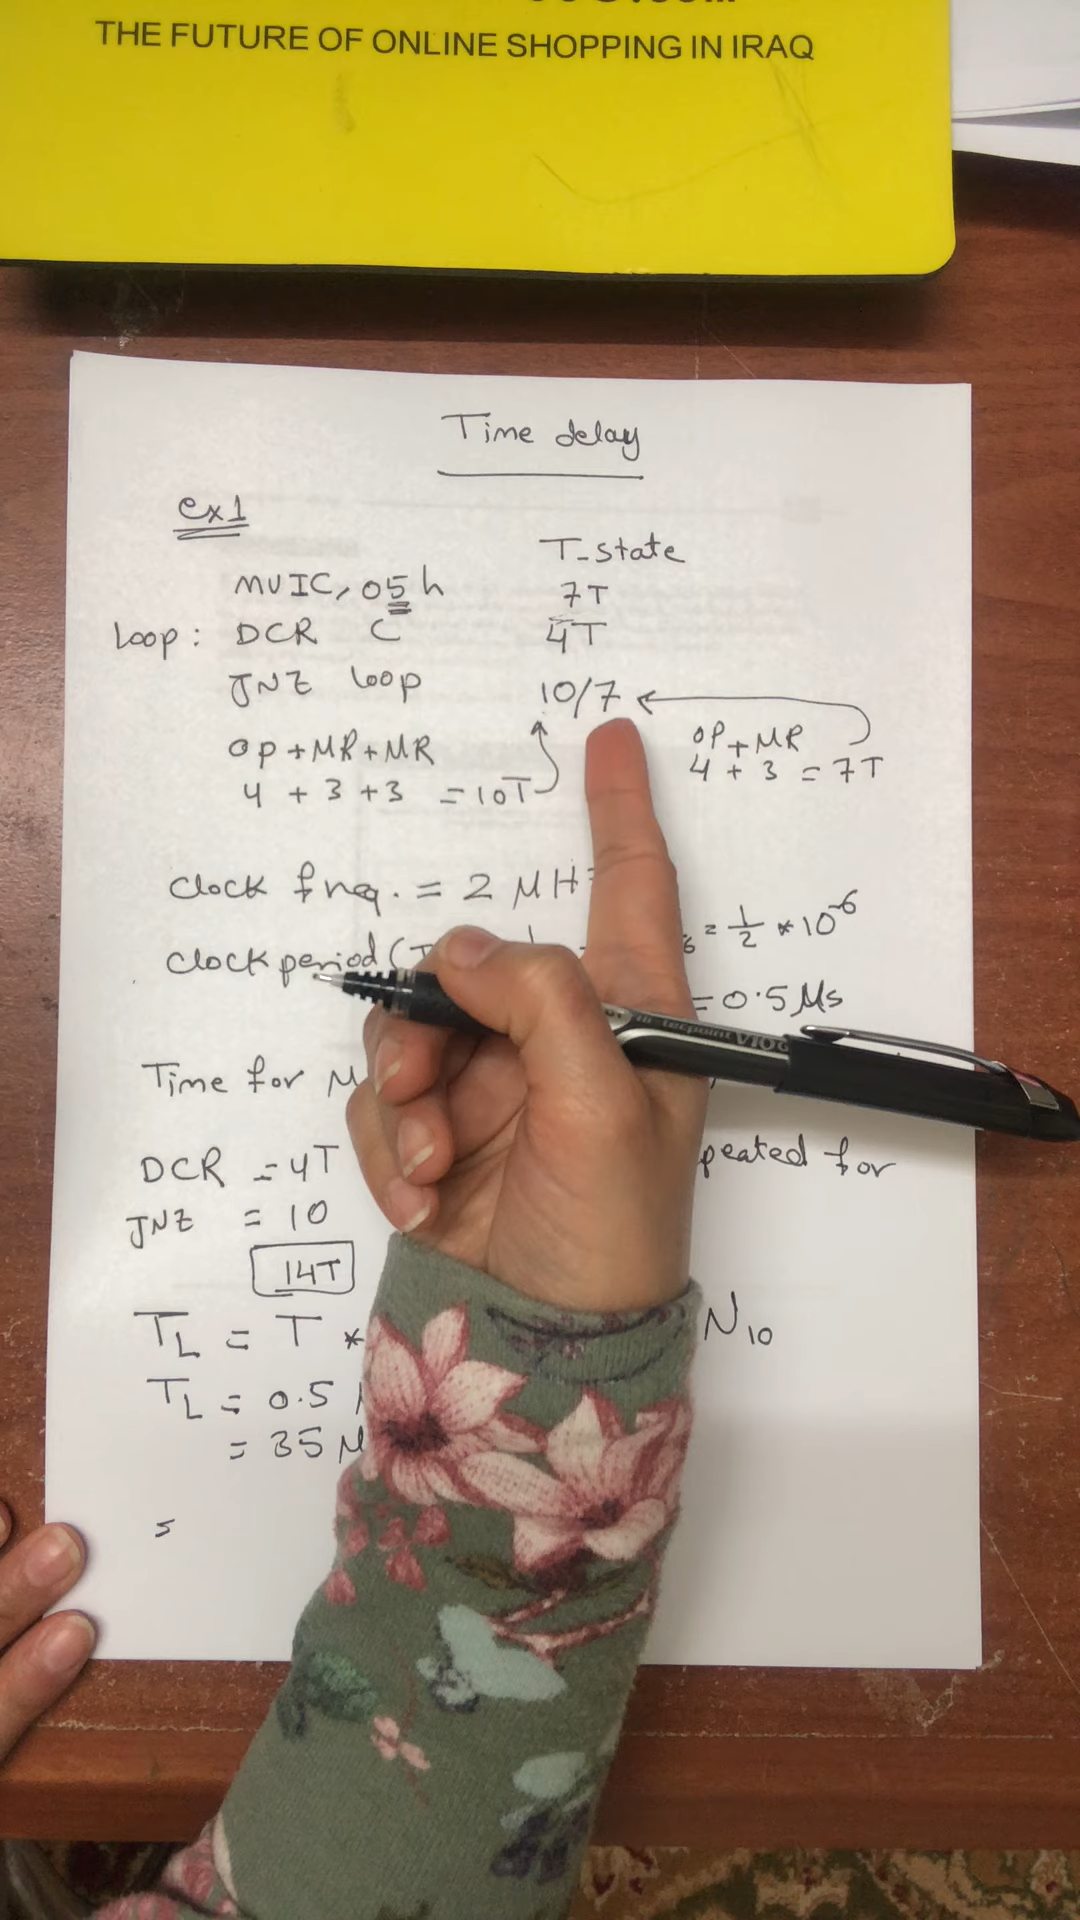 THE FUTURE OF ONLINE SHOPPING IN IRAQ
Time delay
ex1
T-state
MVIC, 05h 7T
Loop: DCR C 4T
JNZ loop 10/7
OP+MR+MR
4 + 3 + 3 = 10T
OP+MR
4 + 3 = 7T
clock freq. = 2 MH
clock period (T = 1/2 * 10^-6
= 0.5 Ms
Time for M
DCR = 4T peated for
JNZ = 10
14T
TL = T * N10
TL = 0.5
= 35 M
=